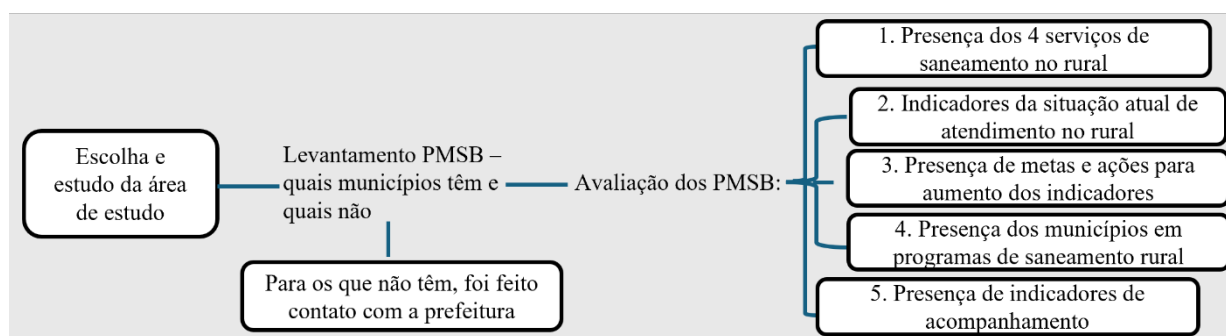 Escolha e
estudo da área
de estudo
Levantamento PMSB –
quais municípios têm e
quais não
Para os que não têm, foi feito
contato com a prefeitura
Avaliação dos PMSB:
1. Presença dos 4 serviços de
saneamento no rural
2. Indicadores da situação atual de
atendimento no rural
3. Presença de metas e ações para
aumento dos indicadores
4. Presença dos municípios em
programas de saneamento rural
5. Presença de indicadores de
acompanhamento